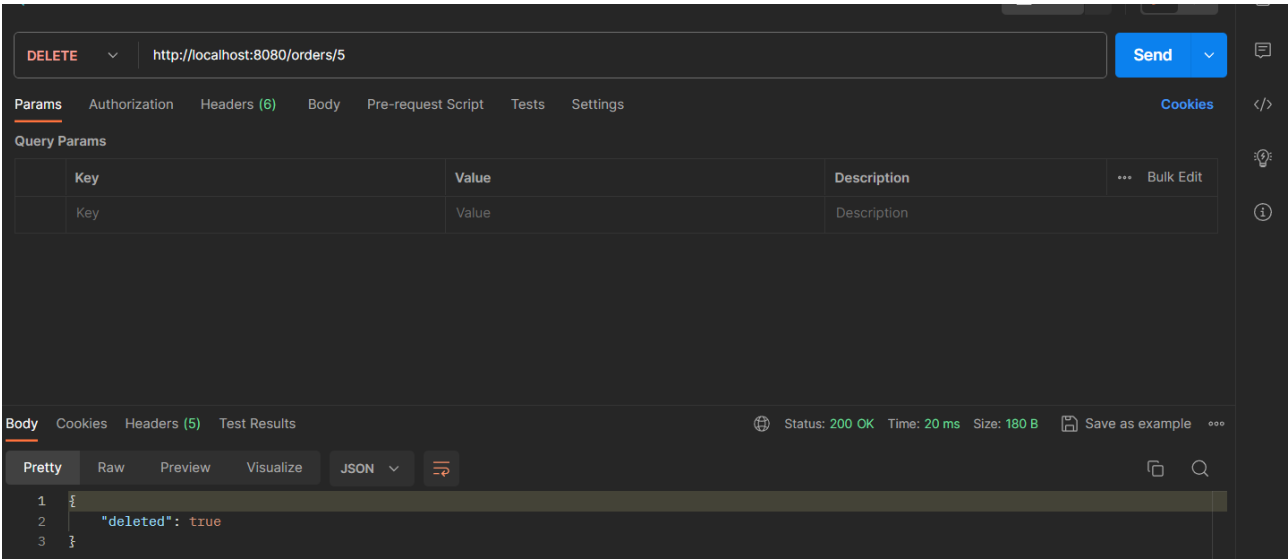 DELETE http://localhost:8080/orders/5 Send
Params Authorization Headers (6) Body Pre-request Script Tests Settings Cookies
Query Params
Key Value Description ••• Bulk Edit
Key Value Description
Body Cookies Headers (5) Test Results Status: 200 OK Time: 20 ms Size: 180 B Save as example
Pretty Raw Preview Visualize JSON
1 {
2 "deleted": true
3 }